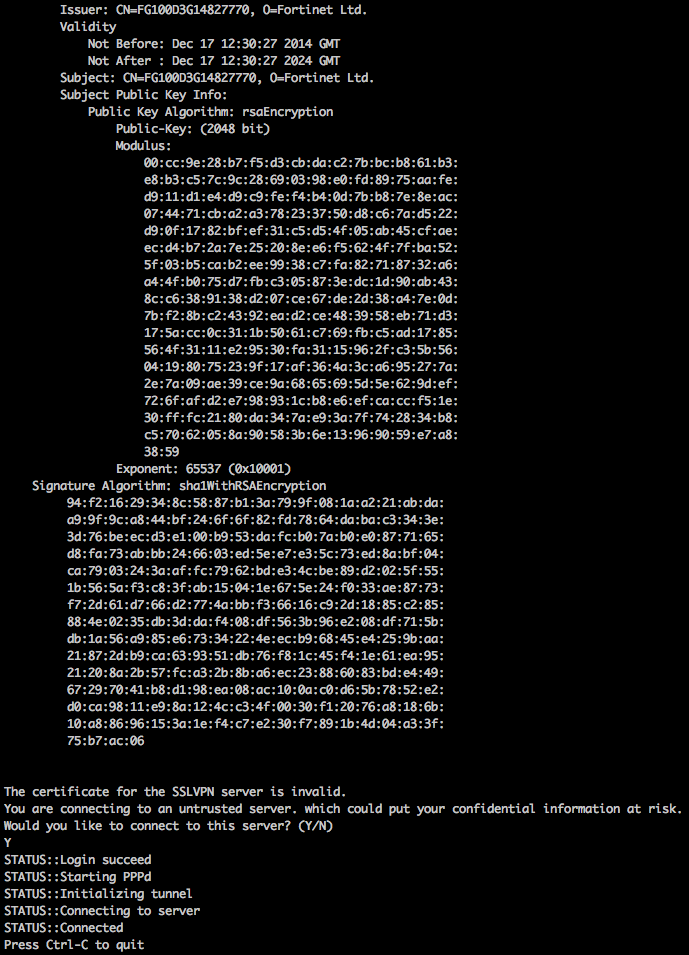 Issuer: CN=FG100D3G14827770, O=Fortinet Ltd.
Validity
Not Before: Dec 17 12:30:27 2014 GMT
Not After : Dec 17 12:30:27 2024 GMT
Subject: CN=FG100D3G14827770, O=Fortinet Ltd.
Subject Public Key Info:
Public Key Algorithm: rsaEncryption
Public-Key: (2048 bit)
Modulus:
00:cc:9e:28:b7:f5:d3:cb:da:c2:7b:bc:b8:61:b3:
e8:b3:c5:7c:9c:28:69:03:98:e0:fd:89:75:aa:fe:
d9:11:d1:e4:d9:c9:fe:f4:b4:0d:7b:b8:7e:8e:ac:
07:44:71:cb:a2:a3:78:23:37:50:d8:c6:7a:d5:22:
d9:0f:17:82:bf:ef:31:c5:d5:4f:05:ab:45:cf:ae:
ec:d4:b7:2a:7e:25:20:8e:e6:f5:62:4f:7f:ba:52:
5f:03:b5:ca:b2:ee:99:38:c7:fa:82:71:87:32:a6:
a4:4f:b0:75:d7:fb:c3:05:87:3e:dc:1d:90:ab:43:
8c:c6:38:91:38:d2:07:ce:67:de:2d:38:a4:7e:0d:
7b:f2:8b:c2:43:92:ea:d2:ce:48:39:58:eb:71:d3:
17:5a:cc:0c:31:1b:50:61:c7:69:fb:c5:ad:17:85:
56:4f:31:11:e2:95:30:fa:31:15:96:2f:c3:5b:56:
04:19:80:75:23:9f:17:af:36:4a:3c:a6:95:27:7a:
2e:7a:09:ae:39:ce:9a:68:65:69:5d:5e:62:9d:ef:
72:6f:af:d2:e7:98:93:1c:b8:e6:ef:ca:cc:f5:1e:
30:ff:fc:21:80:da:34:7a:e9:3a:7f:74:28:34:b8:
c5:70:62:05:8a:90:58:3b:6e:13:96:90:59:e7:a8:
38:59
Exponent: 65537 (0x10001)
Signature Algorithm: sha1WithRSAEncryption
94:f2:16:29:34:8c:58:87:b1:3a:79:9f:08:1a:a2:21:ab:da:
a9:9f:9c:a8:44:bf:24:6f:6f:82:fd:78:64:da:ba:c3:34:3e:
3d:76:be:ec:d3:e1:00:b9:53:da:fc:b0:7a:b0:e0:87:71:65:
d8:fa:73:ab:bb:24:66:03:ed:5e:e7:e3:5c:73:ed:8a:bf:04:
ca:79:03:24:3a:af:fc:79:62:bd:e3:4c:be:89:d2:02:5f:55:
1b:56:5a:f3:c8:3f:ab:15:04:1e:67:5e:24:f0:33:ae:87:73:
f7:2d:61:d7:66:d2:77:4a:bb:f3:66:16:c9:2d:18:85:c2:85:
88:4e:02:35:db:3d:da:f4:08:df:56:3b:96:e2:08:df:71:5b:
db:1a:56:a9:85:e6:73:34:22:4e:ec:b9:68:45:e4:25:9b:aa:
21:87:2d:b9:ca:63:93:51:db:76:f8:1c:45:f4:1e:61:ea:95:
21:20:8a:2b:57:fc:a3:2b:8b:a6:ec:23:88:60:83:bd:e4:49:
67:29:70:41:b8:d1:98:ea:08:ac:10:0a:c0:d6:5b:78:52:e2:
d0:ca:98:11:e9:8a:12:4c:c3:4f:00:30:f1:20:76:a8:18:6b:
10:a8:86:96:15:3a:1e:f4:c7:e2:30:f7:89:1b:4d:04:a3:3f:
75:b7:ac:06
The certificate for the SSLVPN server is invalid.
You are connecting to an untrusted server. which could put your confidential information at risk.
Would you like to connect to this server? (Y/N)
Y
STATUS::Login succeed
STATUS::Starting PPPd
STATUS::Initializing tunnel
STATUS::Connecting to server
STATUS::Connected
Press Ctrl-C to quit